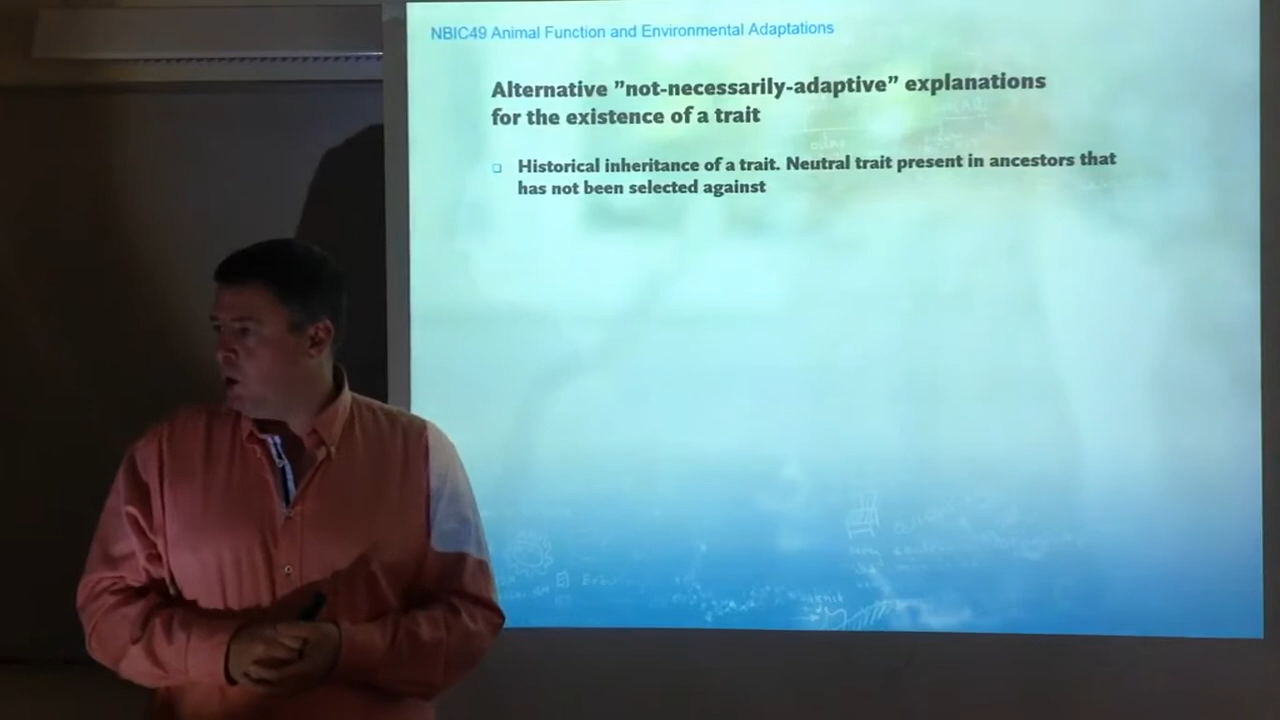 NBIC49 Animal Function and Environmental Adaptations
Alternative ”not-necessarily-adaptive” explanations
for the existence of a trait
Historical inheritance of a trait. Neutral trait present in ancestors that
has not been selected against